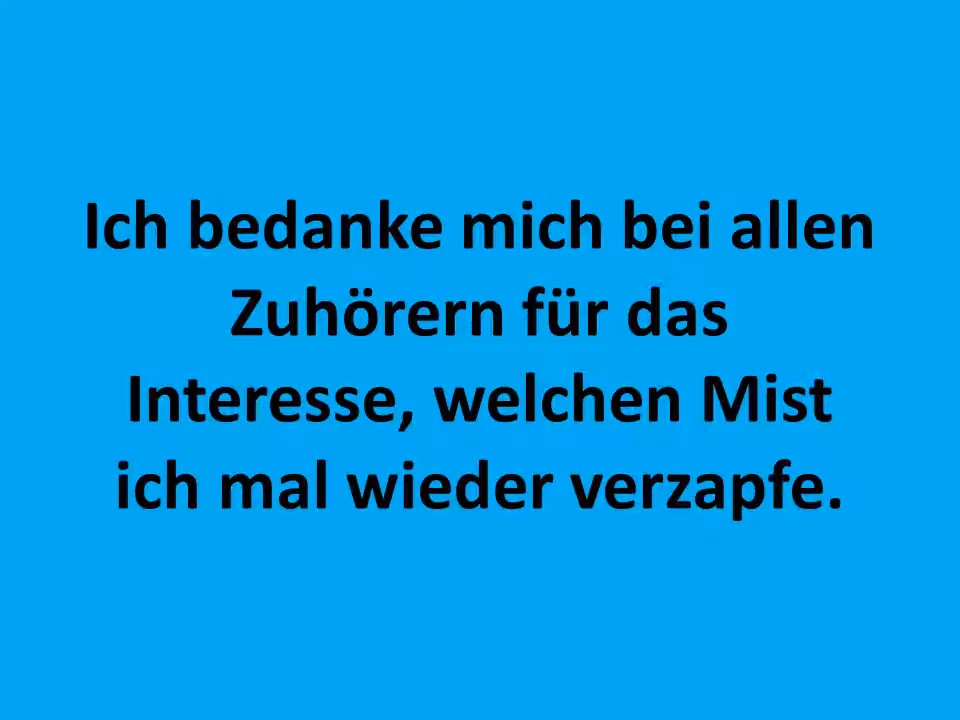 Ich bedanke mich bei allen
Zuhörern für das
Interesse, welchen Mist
ich mal wieder verzapfe.